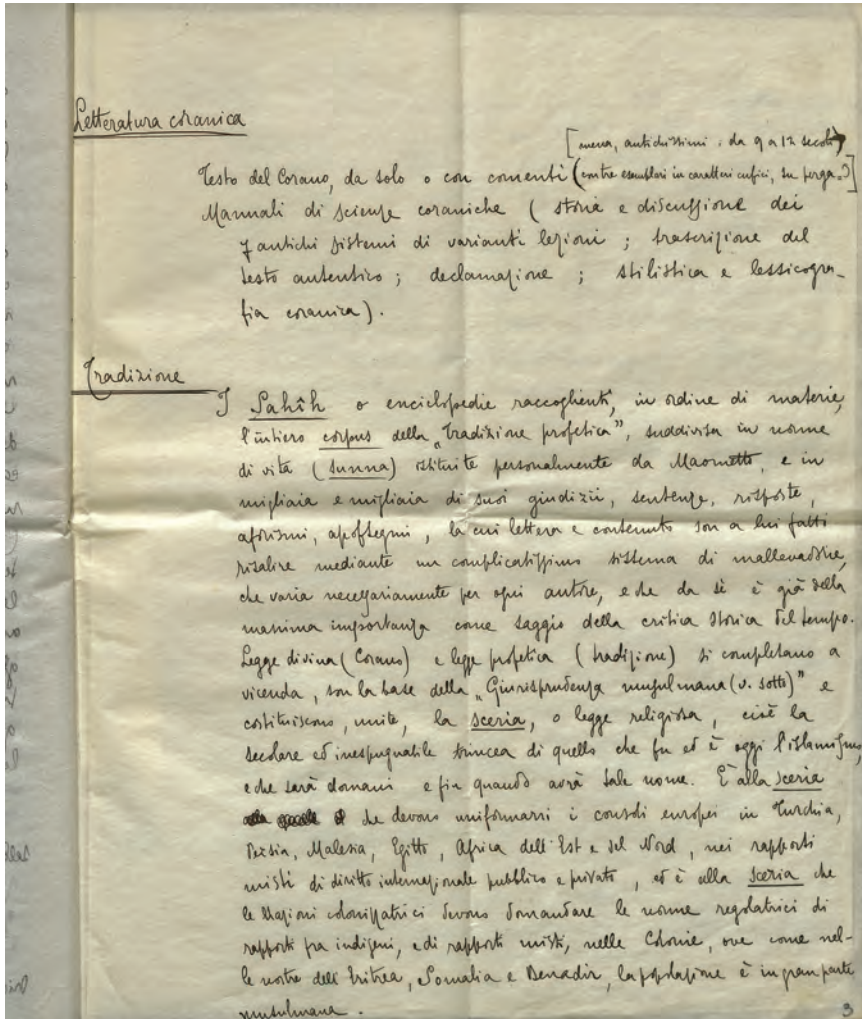 Letteratura coranica
antichissimi : da 9 a 12 secoli
Testo del Corano, da solo o con comenti (contre esemplari in caratteri cufici, su perga=)]
Manuali di scienze coraniche ( storia e discussione dei
7 antichi sistemi di varianti lezioni ; trascrizione del
testo autentico ; declamazione ; stilistica e lessicogra-
fia coranica).
Tradizione
I Sahîh o enciclopedie raccoglienti, in ordine di materie,
l'intiero corpus della „tradizione profetica", suddivisa in norme
di vita ( sunna) istituite personalmente da Maometto, e in
migliaia e migliaia di suoi giudizii, sentenze, risposte,
aforismi, apoftegmi, la cui lettera e contenuto son a lui fatti
risalire mediante un complicatissimo sistema di mallevadorie,
che varia necessariamente per ogni autore, e che da sè è già della
massima importanza come saggio della critica storica del tempo.
Legge divina (Corano) e legge profetica ( tradizione) si completano a
vicenda, son la base della „Giurisprudenza musulmana (v. sotto)" e
costituiscono, unite, la sceria, o legge religiosa, cioè la
secolare ed inespugnabile trincea di quello che fu ed è oggi l'islamismo,
e che sarà domani e fin quando avrà tale nome. È alla sceria
che devono uniformarsi i consoli europei in Turchia,
Persia, Malesia, Egitto, Africa dell'Est e del Nord, nei rapporti
misti di diritto internazionale pubblico e privato, ed è alla sceria che
le Nazioni colonizzatrici devono domandare le norme regolatrici di
rapporti fra indigeni, e di rapporti misti, nelle Colonie, ove come nel-
le nostre dell'Eritrea, Somalia e Benadir, la popolazione è in gran parte
musulmana.
3